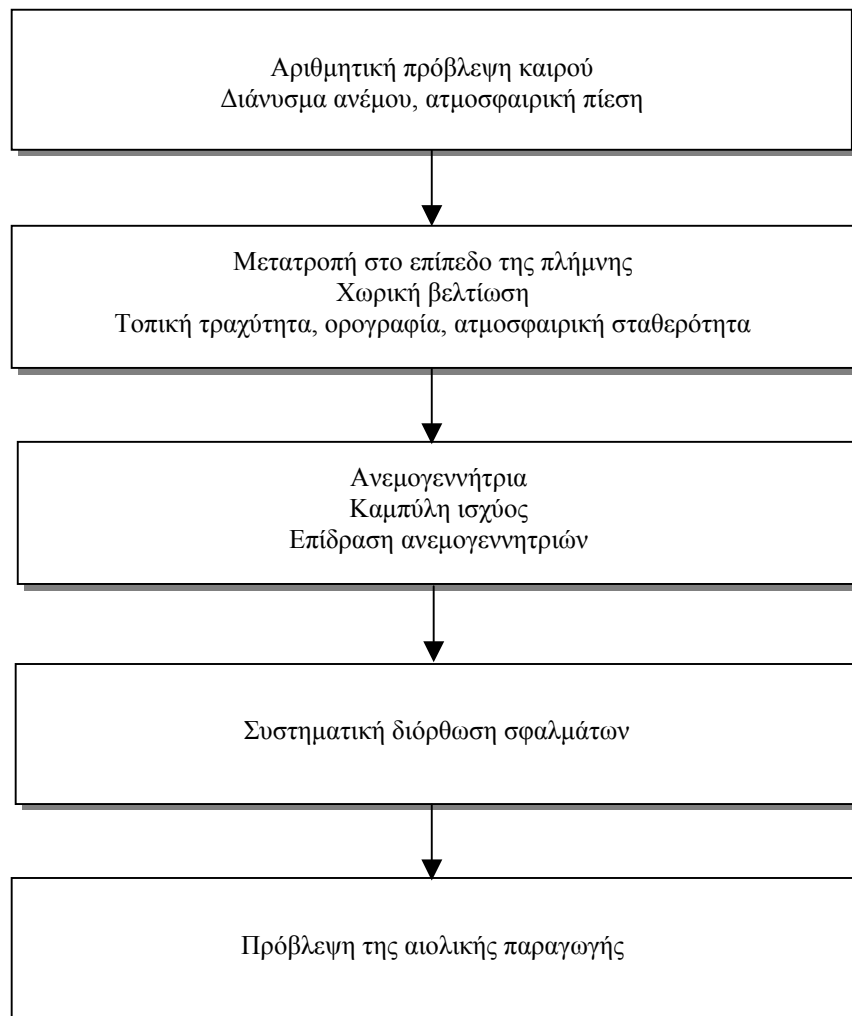 Αριθμητική πρόβλεψη καιρού
Διάνυσμα ανέμου, ατμοσφαιρική πίεση
Μετατροπή στο επίπεδο της πλήμνης
Χωρική βελτίωση
Τοπική τραχύτητα, ορογραφία, ατμοσφαιρική σταθερότητα
Ανεμογεννήτρια
Καμπύλη ισχύος
Επίδραση ανεμογεννητριών
Συστηματική διόρθωση σφαλμάτων
Πρόβλεψη της αιολικής παραγωγής